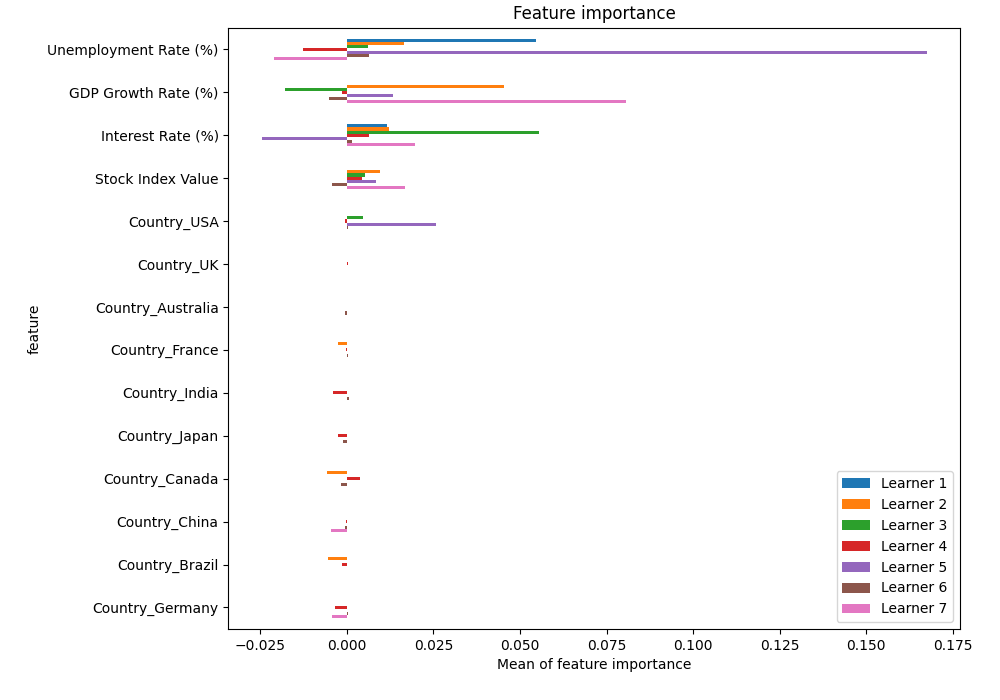 Feature importance
Unemployment Rate (%)
GDP Growth Rate (%)
Interest Rate (%)
Stock Index Value
Country_USA
Country_UK
Country_Australia
Country_France
Country_India
Country_Japan
Country_Canada
Country_China
Country_Brazil
Country_Germany
feature
Learner 1
Learner 2
Learner 3
Learner 4
Learner 5
Learner 6
Learner 7
−0.025 0.000 0.025 0.050 0.075 0.100 0.125 0.150 0.175
Mean of feature importance